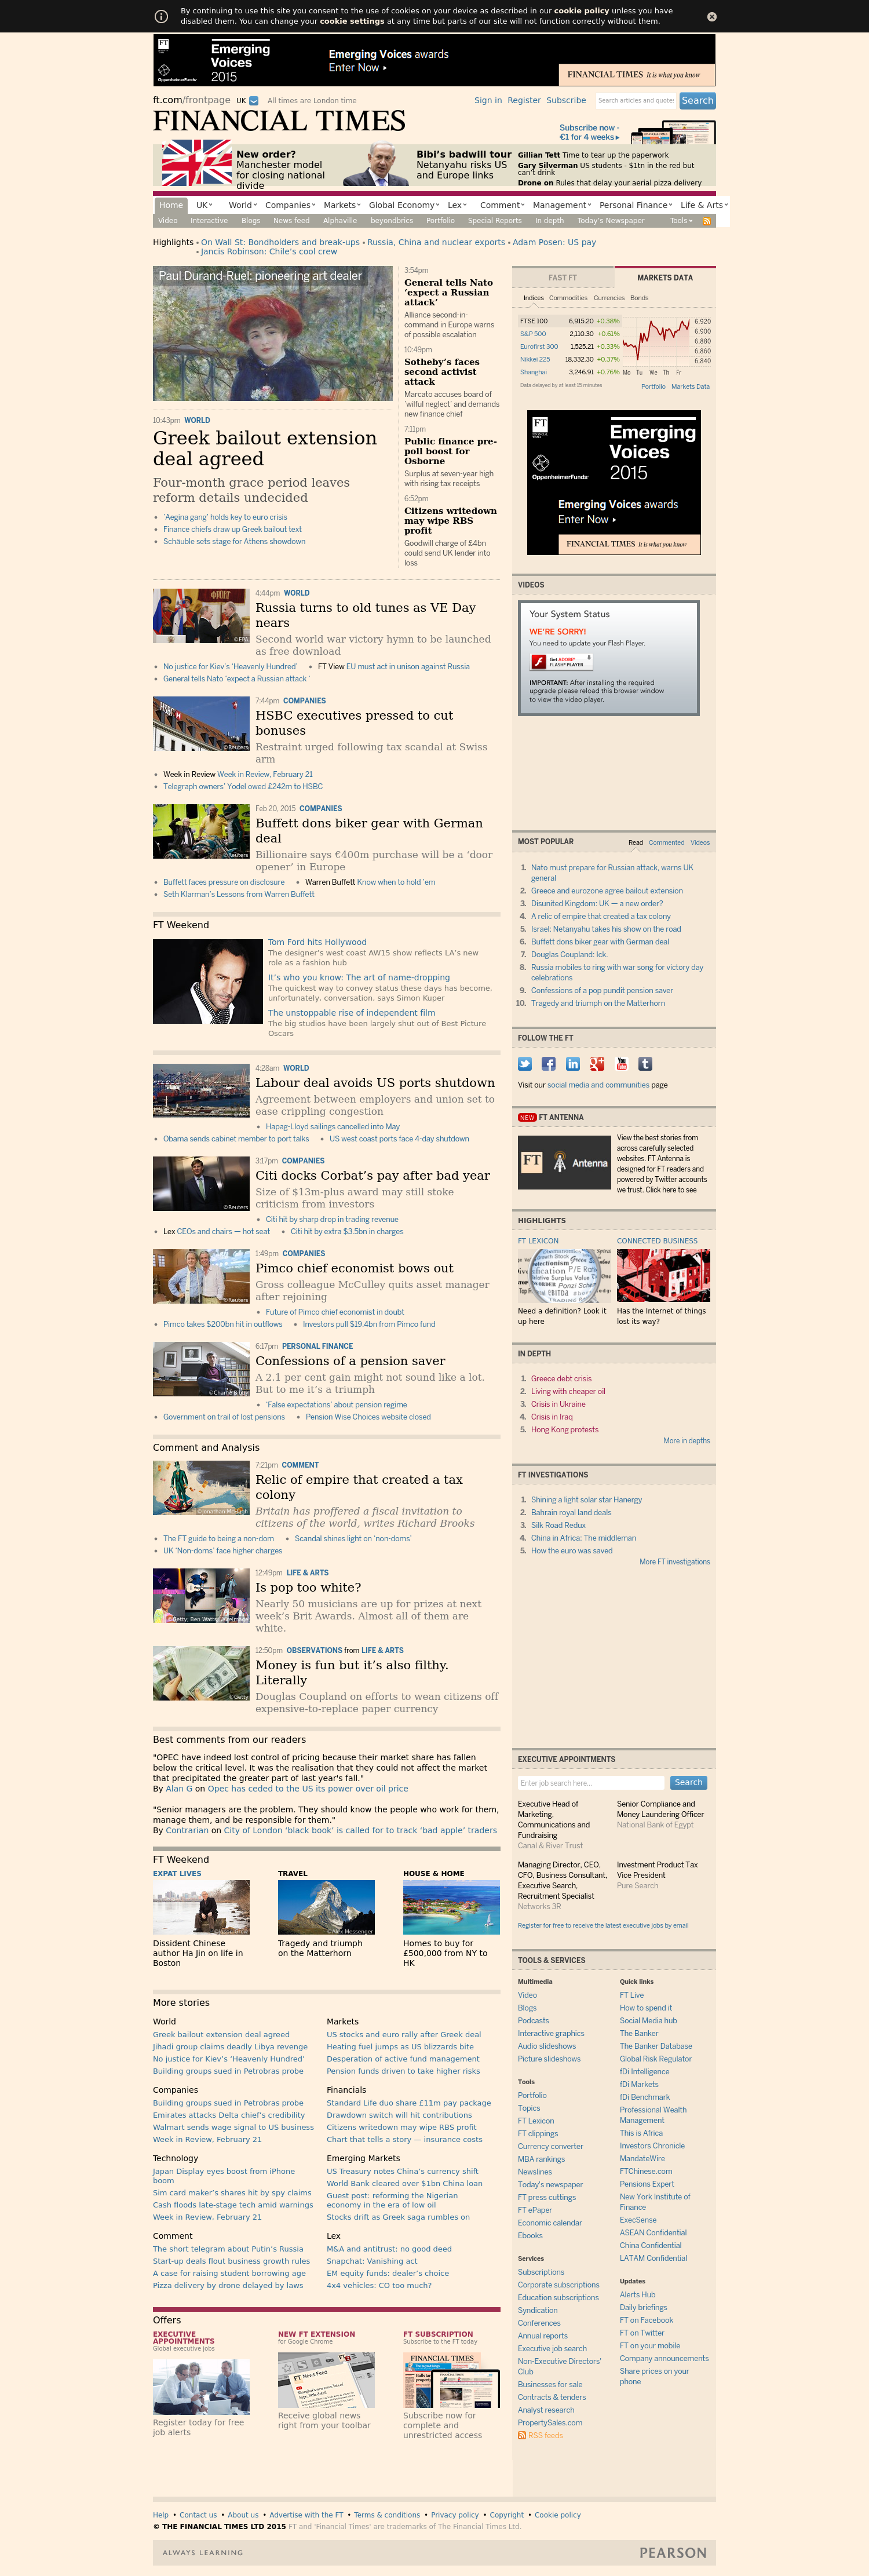 By continuing to use this site you consent to the use of cookies on your device as described in our cookie policy unless you have
disabled them. You can change your cookie settings at any time but parts of our site will not function correctly without them.
FT
OppenheimerFunds
Emerging
Voices
2015
Emerging Voices awards
Enter Now ▸
FINANCIAL TIMES It is what you know
ft.com/frontpage UK All times are London time
Sign in Register Subscribe
Search articles and quotes
Search
FINANCIAL TIMES
Subscribe now -
€1 for 4 weeks ▸
New order?
Manchester model
for cities is crossing
national political
divide
Bibi's badwill tour
Netanyahu risks US
and Europe links
Gillian Tett Time to tear up the paperwork
Gary Silverman US students - $1tn in the red but
can't drink
Drone on Rules that delay your aerial pizza delivery
Home UK World Companies Markets Global Economy Lex Comment Management Personal Finance Life & Arts
Video Interactive Blogs News feed Alphaville beyondbrics Portfolio Special Reports In depth Today's Newspaper Tools
Highlights • On Wall St: Bondholders and break-ups • Russia, China and nuclear exports • Adom Posen: US pay
• Jancis Robinson: Chile's cool crew
Paul Durand-Ruel: pioneering art dealer
10:43pm WORLD
Greek bailout extension
deal agreed
Four-month grace period leaves
reform details undecided
'Aegina gang' holds key to euro crisis
Finance chiefs draw up Greek bailout text
Schäuble sets stage for Athens showdown
3:54pm
General tells Nato
'expect a Russian
attack'
Alliance second-in-
command in Europe warns
of possible escalation
10:49pm
Sotheby's faces
second activist
attack
Marcato accuses board of
'wilful neglect' and demands
new finance chief
7:11pm
Public finance pre-
poll boost for
Osborne
Surplus at seven-year high
with rising tax receipts
6:52pm
Citizens writedown
may wipe RBS
profit
Goodwill charge of £4bn
could send UK lender into
loss
4:44pm WORLD
Russia turns to old tunes as VE Day
nears
Second world war victory hymn to be launched
as free download
©EPA
No justice for Kiev's 'Heavenly Hundred'
FT View EU must act in unison against Russia
General tells Nato 'expect a Russian attack '
7:44pm COMPANIES
HSBC executives pressed to cut
bonuses
Restraint urged following tax scandal at Swiss
arm
©Reuters
Week in Review Week in Review, February 21
Telegraph owners' Yodel owed £242m to HSBC
Feb 20, 2015 COMPANIES
Buffett dons biker gear with German
deal
Billionaire says €400m purchase will be a 'door
opener' in Europe
©Reuters
Buffett faces pressure on disclosure
Warren Buffett Know when to hold 'em
Seth Klarman's Lessons from Warren Buffett
FT Weekend
Tom Ford hits Hollywood
The designer's west coast AW15 show reflects LA's new
role as a fashion hub
It's who you know: The art of name-dropping
The quickest way to convey status these days has become,
unfortunately, conversation, says Simon Kuper
The unstoppable rise of independent film
The big studios have been largely shut out of Best Picture
Oscars
4:28am WORLD
Labour deal avoids US ports shutdown
Agreement between employers and union set to
ease crippling congestion
©AFP
Hapag-Lloyd sailings cancelled into May
Obama sends cabinet member to port talks
US west coast ports face 4-day shutdown
3:17pm COMPANIES
Citi docks Corbat's pay after bad year
Size of $13m-plus award may still stoke
criticism from investors
©Reuters
Citi hit by sharp drop in trading revenue
Lex CEOs and chairs — hot seat
Citi hit by extra $3.5bn in charges
1:49pm COMPANIES
Pimco chief economist bows out
Gross colleague McCulley quits asset manager
after rejoining
©Reuters
Future of Pimco chief economist in doubt
Pimco takes $200bn hit in outflows
Investors pull $19.4bn from Pimco fund
6:17pm PERSONAL FINANCE
Confessions of a pension saver
A 2.1 per cent gain might not sound like a lot.
But to me it's a triumph
©Charlie Bibby
'False expectations' about pension regime
Government on trail of lost pensions
Pension Wise Choices website closed
Comment and Analysis
7:21pm COMMENT
Relic of empire that created a tax
colony
Britain has proffered a fiscal invitation to
citizens of the world, writes Richard Brooks
The FT guide to being a non-dom
Scandal shines light on 'non-doms'
UK 'Non-doms' face higher charges
12:49pm LIFE & ARTS
Is pop too white?
Nearly 50 musicians are up for prizes at next
week's Brit Awards. Almost all of them are
white.
12:50pm OBSERVATIONS from LIFE & ARTS
Money is fun but it's also filthy.
Literally
Douglas Coupland on efforts to wean citizens off
expensive-to-replace paper currency
©Getty
Best comments from our readers
"OPEC have indeed lost control of pricing because their market share has fallen
below the critical level. It was the realisation that they could not affect the market
that precipitated the greater part of last year's fall."
By Alan G on Opec has ceded to the US its power over oil price
"Senior managers are the problem. They should know the people who work for them,
manage them, and be responsible for them."
By Contrarian on City of London 'black book' is called for to track 'bad apple' traders
FT Weekend
EXPAT LIVES
Dissident Chinese
author Ha Jin on life in
Boston
TRAVEL
Tragedy and triumph
on the Matterhorn
HOUSE & HOME
Homes to buy for
£500,000 from NY to
HK
More stories
World
Greek bailout extension deal agreed
Jihadi group claims deadly Libya revenge
No justice for Kiev's 'Heavenly Hundred'
Building groups sued in Petrobras probe
Markets
US stocks and euro rally after Greek deal
Heating fuel jumps as US blizzards bite
Desperation of active fund management
Pension funds driven to take higher risks
Companies
Building groups sued in Petrobras probe
Emirates attacks Delta chief's credibility
Walmart sends wage signal to US business
Week in Review, February 21
Financials
Standard Life duo share £11m pay package
Drawdown switch will hit contributions
Citizens writedown may wipe RBS profit
Chart that tells a story — insurance costs
Technology
Japan Display eyes boost from iPhone
boom
Sim card maker's shares hit by spy claims
Cash floods late-stage tech amid warnings
Week in Review, February 21
Emerging Markets
US Treasury notes China's currency shift
World Bank cleared over $1bn China loan
Guest post: reforming the Nigerian
economy in the era of low oil
Stocks drift as Greek saga rumbles on
Comment
The short telegram about Putin's Russia
Start-up deals flout business growth rules
A case for raising student borrowing age
Pizza delivery by drone delayed by laws
Lex
M&A and antitrust: no good deed
Snapchat: Vanishing act
EM equity funds: dealer's choice
4x4 vehicles: CO too much?
Offers
EXECUTIVE
APPOINTMENTS
Global executive jobs
Register today for free
job alerts
NEW FT EXTENSION
for Google Chrome
FT News Feed
Receive global news
right from your toolbar
FT SUBSCRIPTION
Subscribe to the FT today
FINANCIAL TIMES
Subscribe now for
complete and
unrestricted access
FAST FT
MARKETS DATA
Indices Commodities Currencies Bonds
FTSE 100 6,915.20 +0.38%
S&P 500 2,110.30 +0.61%
Eurofirst 300 1,525.21 +0.33%
Nikkei 225 18,332.30 +0.37%
Shanghai 3,246.91 +0.76%
6,920
6,900
6,880
6,860
6,840
Mo Tu We Th Fr
Data delayed by at least 15 minutes
Portfolio Markets Data
FT
OppenheimerFunds
Emerging
Voices
2015
Emerging Voices awards
Enter Now ▸
FINANCIAL TIMES It is what you know
VIDEOS
Your System Status
WE'RE SORRY!
You need to update your Flash Player.
Get ADOBE® FLASH® PLAYER
IMPORTANT: After installing the required
upgrade please reload this browser window
to view the video player.
MOST POPULAR
Read Commented Videos
1. Nato must prepare for Russian attack, warns UK
general
2. Greece and eurozone agree bailout extension
3. Disunited Kingdom: UK — a new order?
4. A relic of empire that created a tax colony
5. Israel: Netanyahu takes his show on the road
6. Buffett dons biker gear with German deal
7. Douglas Coupland: Ick.
8. Russia mobiles to ring with war song for victory day
celebrations
9. Confessions of a pop pundit pension saver
10. Tragedy and triumph on the Matterhorn
FOLLOW THE FT
Visit our social media and communities page
NEW FT ANTENNA
FT Antenna
View the best stories from
across carefully selected
websites. FT Antenna is
designed for FT readers and
powered by Twitter accounts
we trust. Click here to see
HIGHLIGHTS
FT LEXICON
Need a definition? Look it
up here
CONNECTED BUSINESS
Has the Internet of things
lost its way?
IN DEPTH
1. Greece debt crisis
2. Living with cheaper oil
3. Crisis in Ukraine
4. Crisis in Iraq
5. Hong Kong protests
More in depths
FT INVESTIGATIONS
1. Shining a light solar star Hanergy
2. Bahrain royal land deals
3. Silk Road Redux
4. China in Africa: The middleman
5. How the euro was saved
More FT investigations
EXECUTIVE APPOINTMENTS
Enter job search here...
Search
Executive Head of
Marketing,
Communications and
Fundraising
Canal & River Trust
Senior Compliance and
Money Laundering Officer
National Bank of Egypt
Managing Director, CEO,
CFO, Business Consultant,
Executive Search,
Recruitment Specialist
Networks 3R
Investment Product Tax
Vice President
Pure Search
Register for free to receive the latest executive jobs by email
TOOLS & SERVICES
Multimedia
Video
Blogs
Podcasts
Interactive graphics
Audio slideshows
Picture slideshows
Tools
Portfolio
Topics
FT Lexicon
FT clippings
Currency converter
MBA rankings
Newslines
Today's newspaper
FT press cuttings
FT ePaper
Economic calendar
Ebooks
Services
Subscriptions
Corporate subscriptions
Education subscriptions
Syndication
Conferences
Annual reports
Executive job search
Non-Executive Directors'
Club
Businesses for sale
Contracts & tenders
Analyst research
PropertySales.com
RSS feeds
Quick links
FT Live
How to spend it
Social Media hub
The Banker
The Banker Database
Global Risk Regulator
fDi Intelligence
fDi Markets
fDi Benchmark
Professional Wealth
Management
This is Africa
Investors Chronicle
MandateWire
FTChinese.com
Pensions Expert
New York Institute of
Finance
ExecSense
ASEAN Confidential
China Confidential
LATAM Confidential
Updates
Alerts Hub
Daily briefings
FT on Facebook
FT on Twitter
FT on your mobile
Company announcements
Share prices on your
phone
Help • Contact us • About us • Advertise with the FT • Terms & conditions • Privacy policy • Copyright • Cookie policy
© THE FINANCIAL TIMES LTD 2015 FT and 'Financial Times' are trademarks of The Financial Times Ltd.
ALWAYS LEARNING
PEARSON